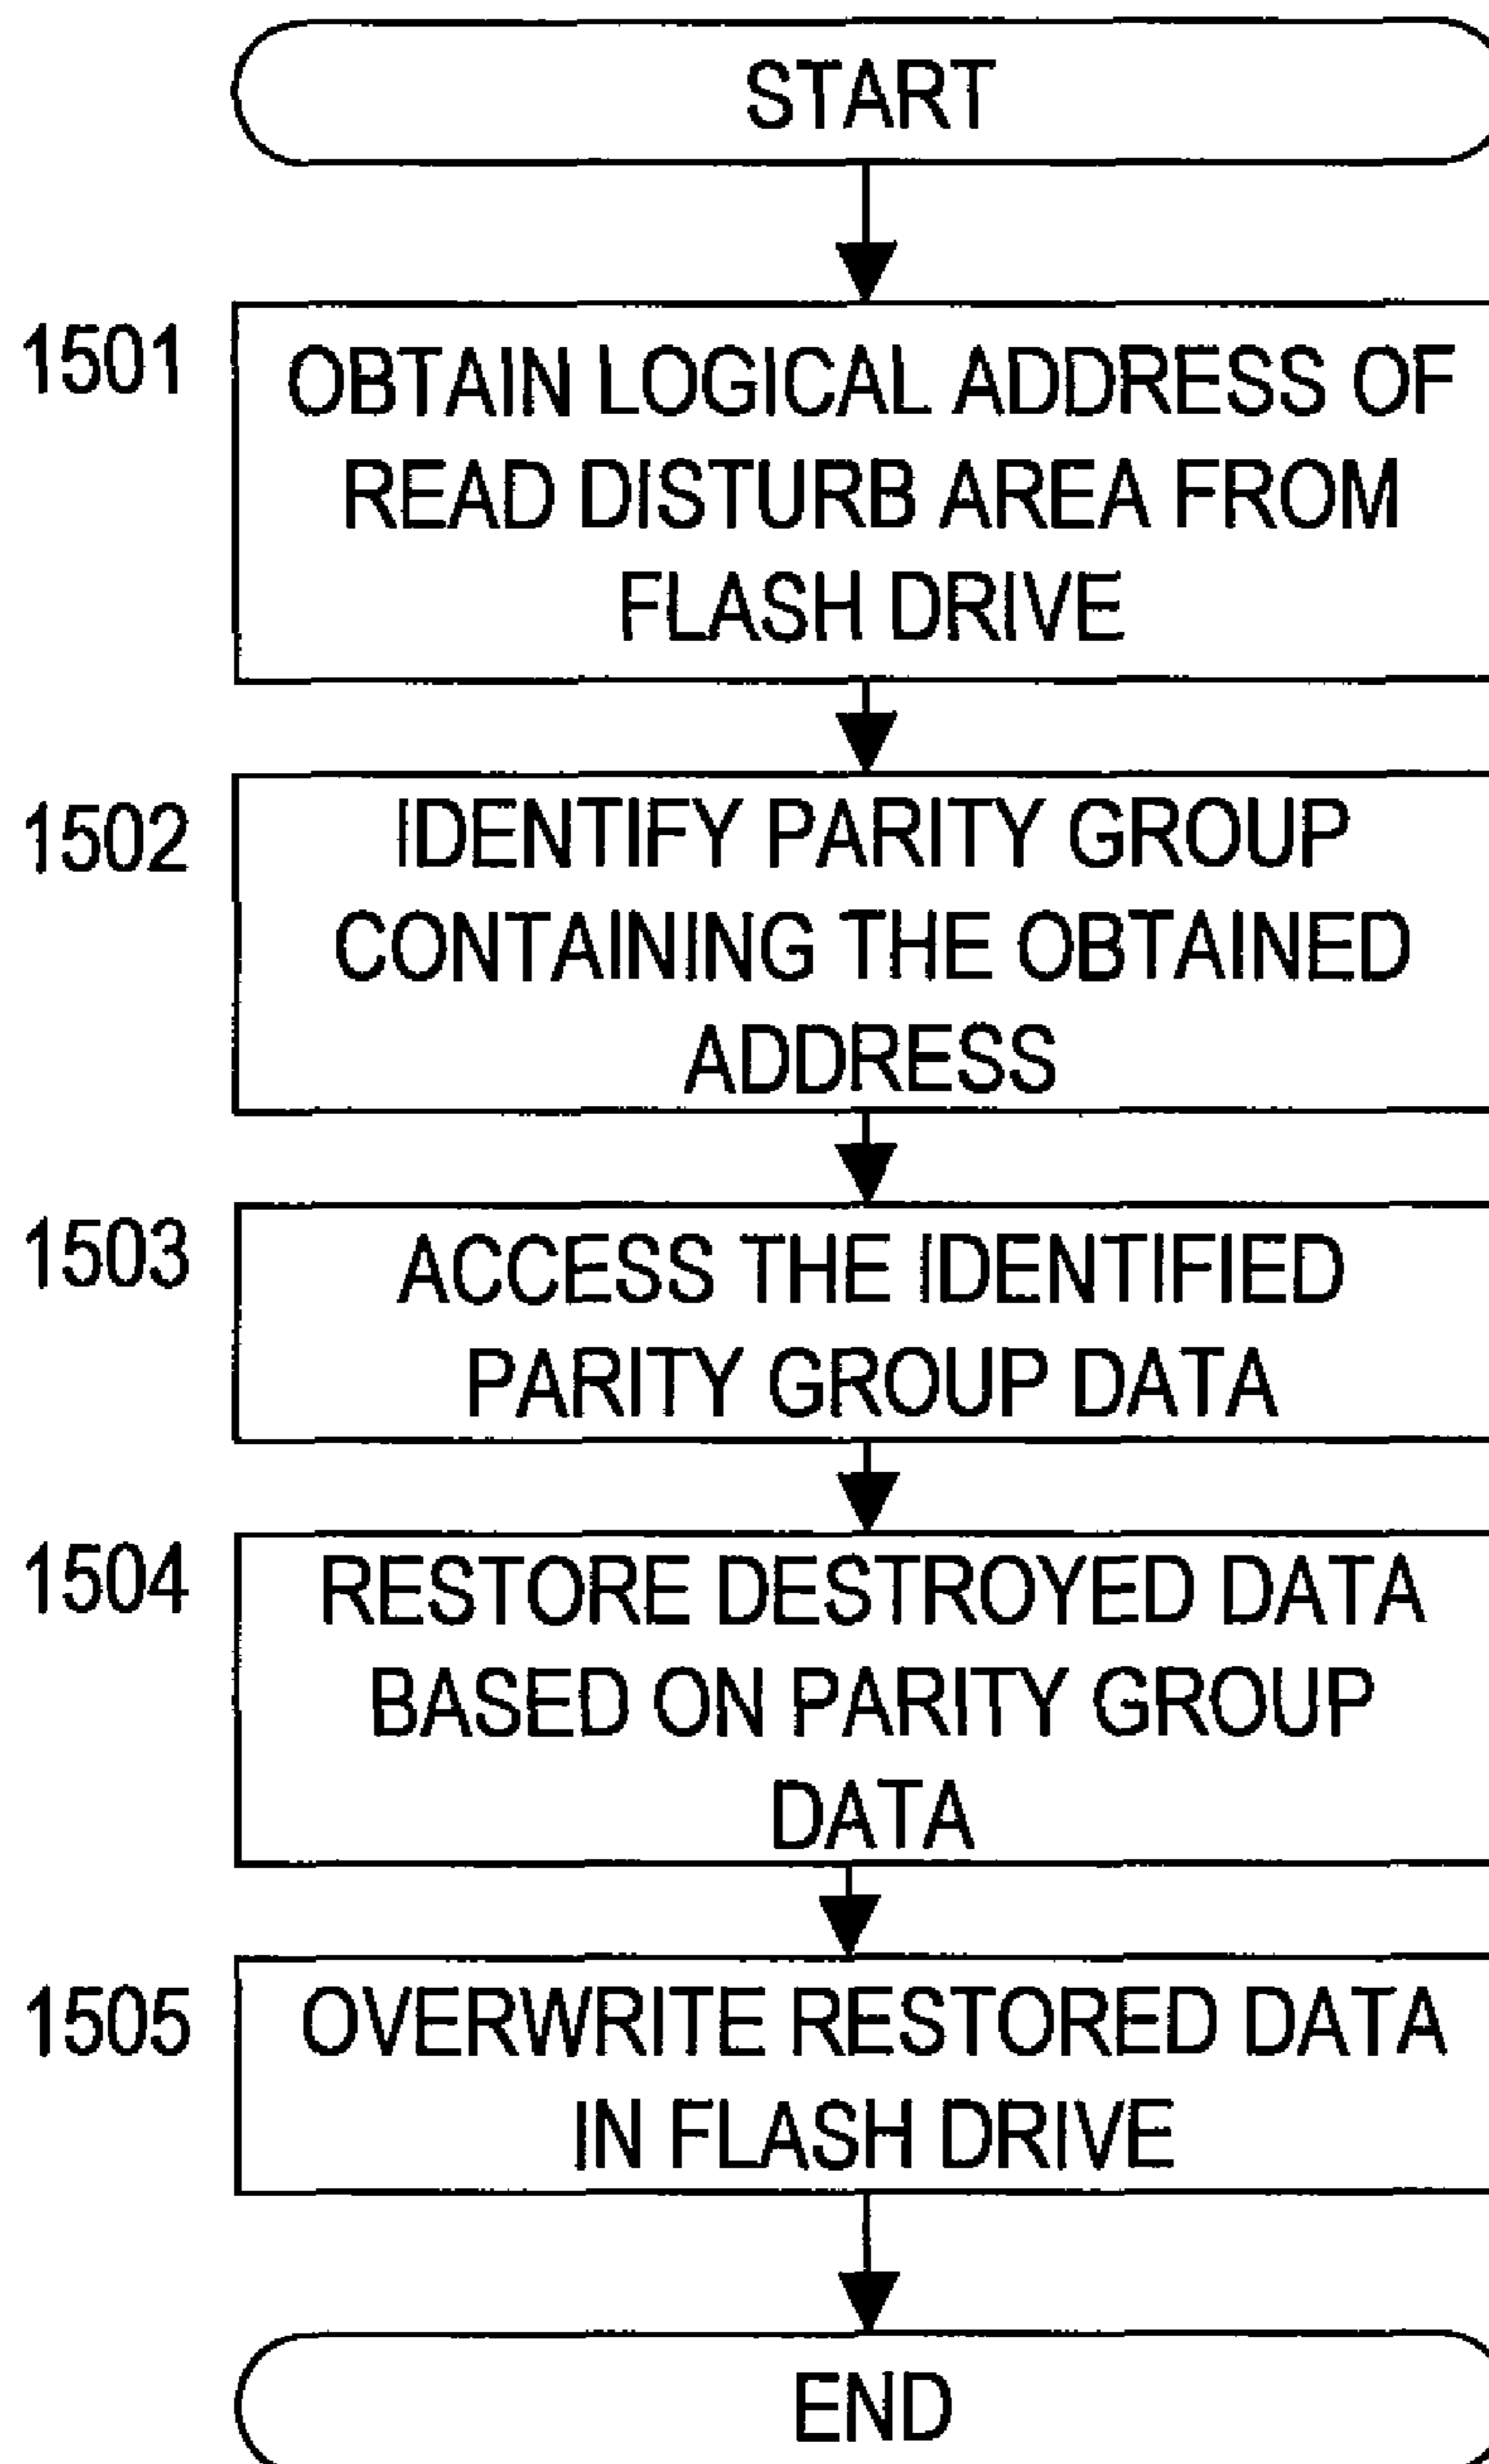 START
1501
OBTAIN LOGICAL ADDRESS OF
READ DISTURB AREA FROM
FLASH DRIVE
1502
IDENTIFY PARITY GROUP
CONTAINING THE OBTAINED
ADDRESS
1503
ACCESS THE IDENTIFIED
PARITY GROUP DATA
1504
RESTORE DESTROYED DATA
BASED ON PARITY GROUP
DATA
1505
OVERWRITE RESTORED DATA
IN FLASH DRIVE
END